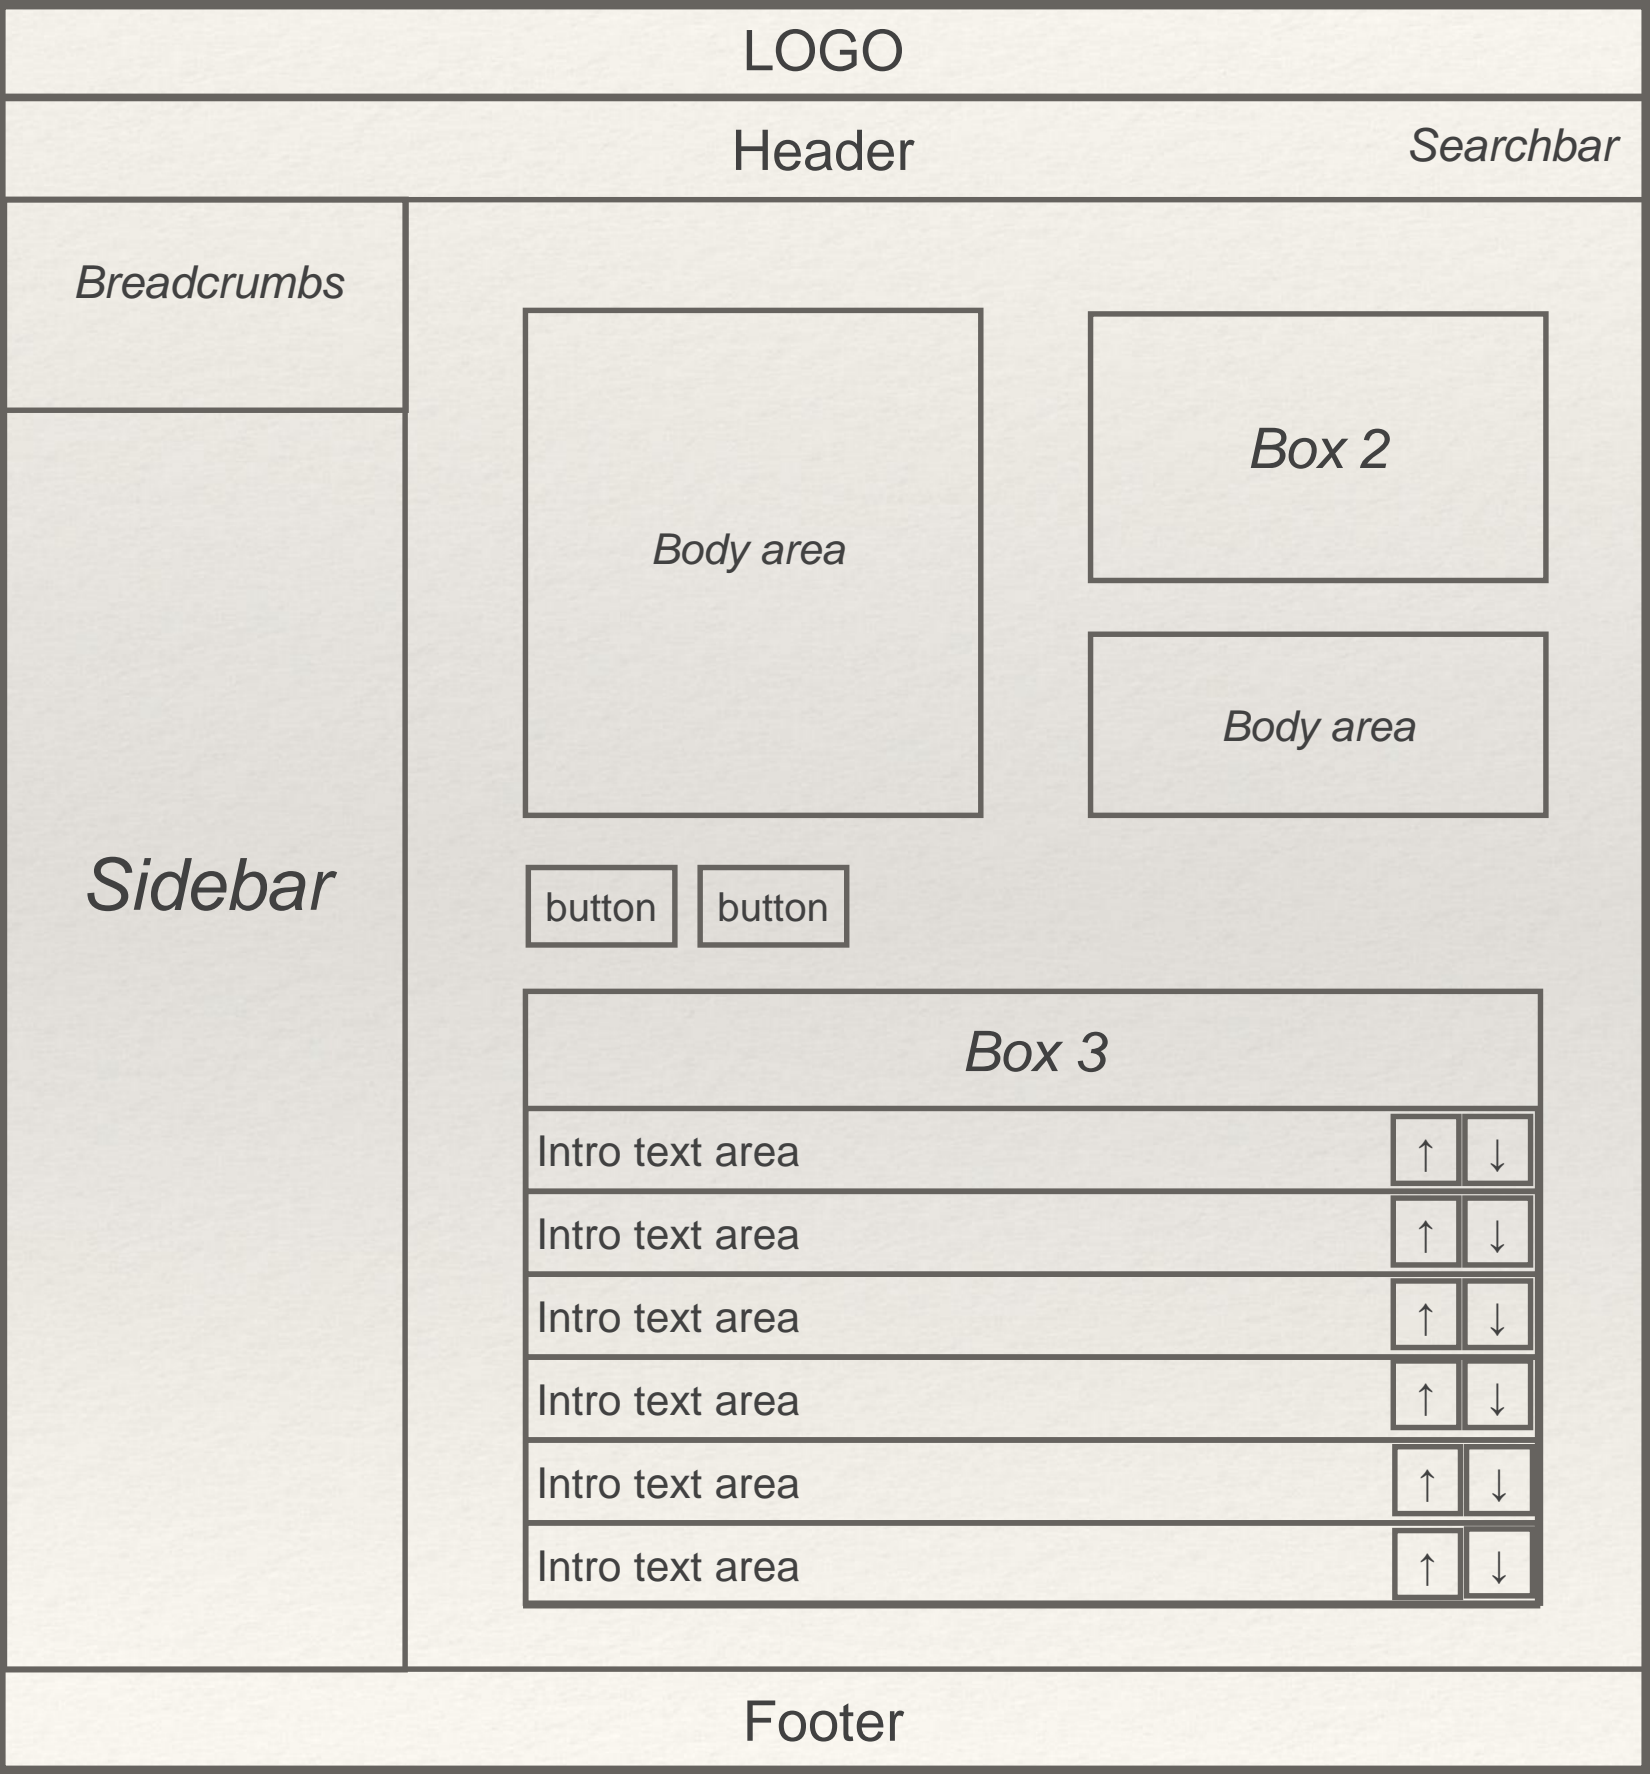 LOGO
Header
Searchbar
Breadcrumbs
Sidebar
Body area
Box 2
Body area
button
button
Box 3
Intro text area ↑ ↓
Intro text area ↑ ↓
Intro text area ↑ ↓
Intro text area ↑ ↓
Intro text area ↑ ↓
Intro text area ↑ ↓
Footer